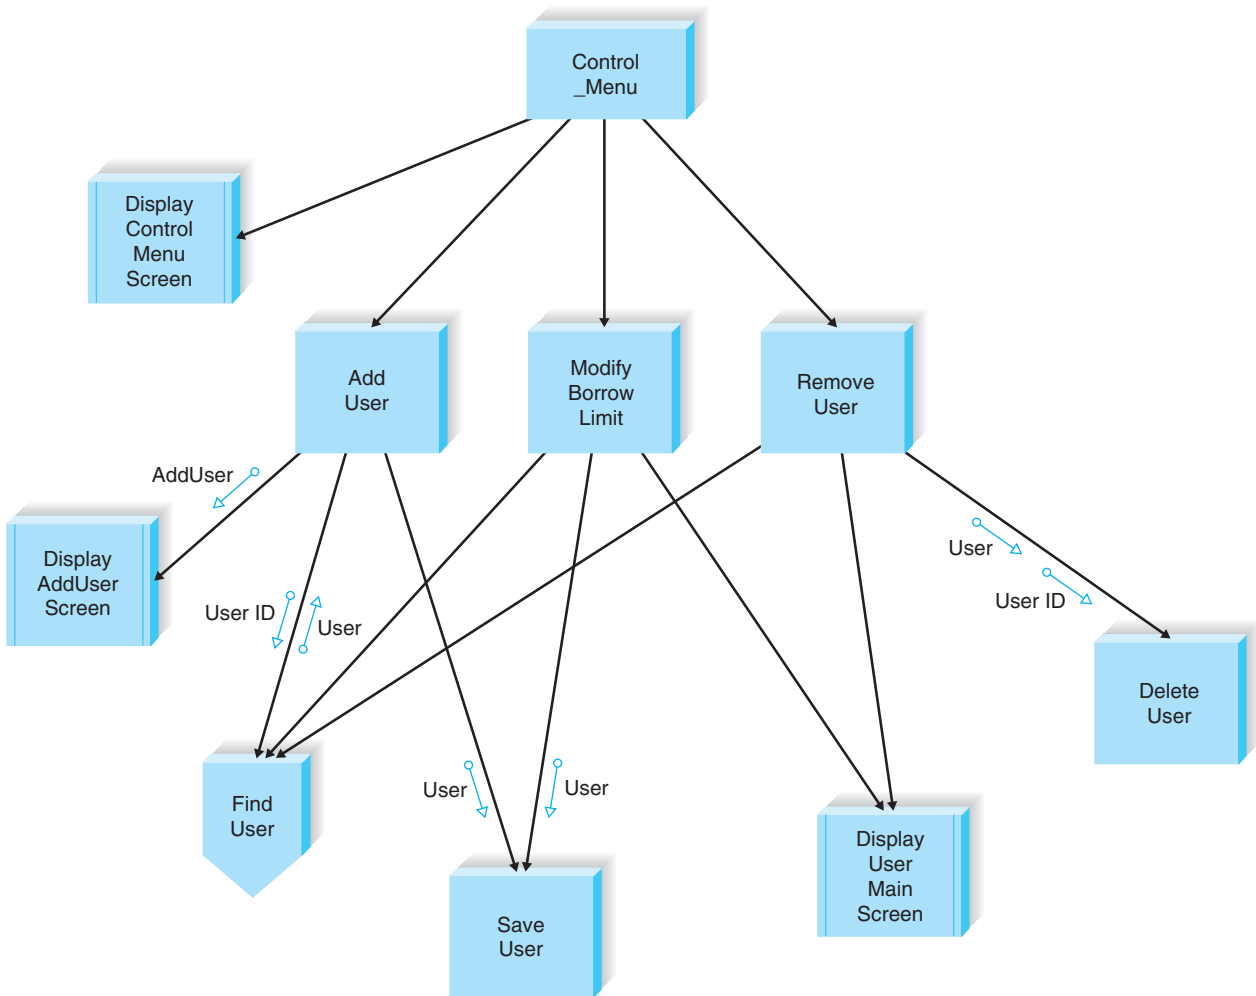 Control
_Menu
Display
Control
Menu
Screen
Add
User
Modify
Borrow
Limit
Remove
User
AddUser
Display
AddUser
Screen
User ID
User
User
User ID
Delete
User
Find
User
User
User
Display
User
Main
Screen
Save
User